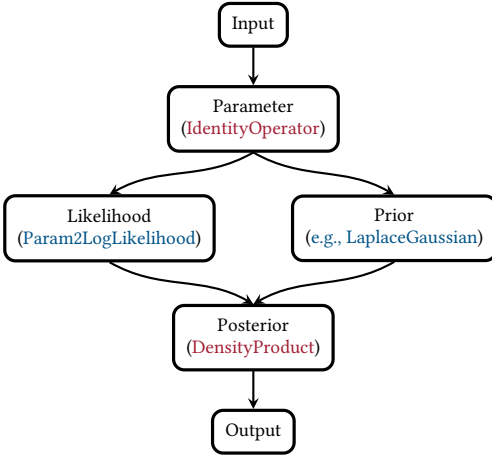 Input
Parameter
(IdentityOperator)
Likelihood
(Param2LogLikelihood)
Prior
(e.g., LaplaceGaussian)
Posterior
(DensityProduct)
Output